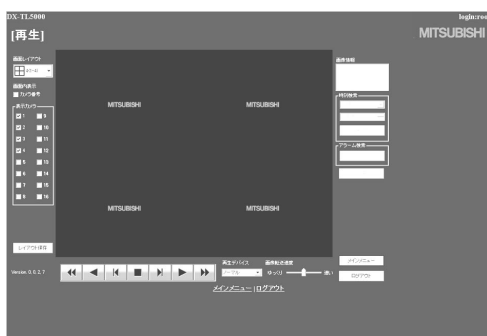 DX-TL5000
login:roo
[再生]
MITSUBISHI
画面レイアウト
画面内表示
カメラ番号
表示カメラ
1 9
2 10
3 11
4 12
5 13
6 14
7 15
8 16
レイアウト保存
Version. 0, 0, 2, 7
MITSUBISHI MITSUBISHI
MITSUBISHI MITSUBISHI
画像情報
時刻検索
アラーム検索
再生デバイス 画像転送速度
ノーマル ゆっくり 速い
メインメニュー
ログアウト
メインメニュー | ログアウト